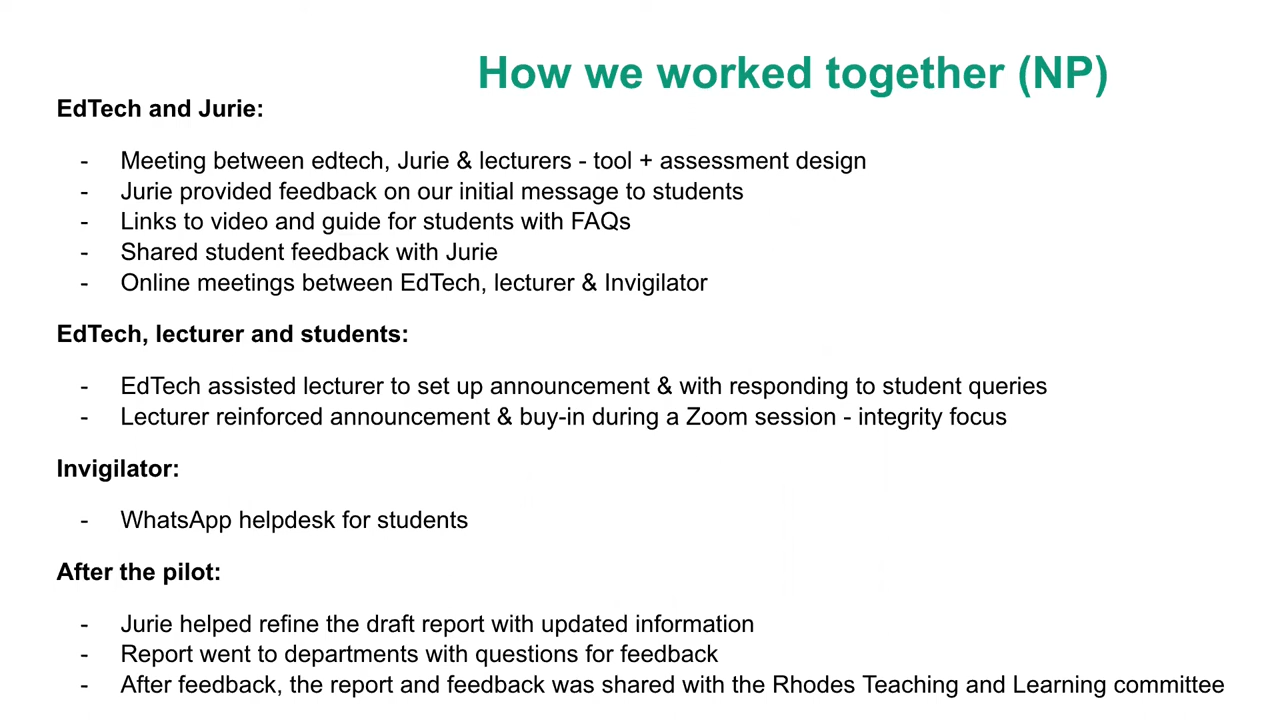 How we worked together (NP)
EdTech and Jurie:
- Meeting between edtech, Jurie & lecturers - tool + assessment design
- Jurie provided feedback on our initial message to students
- Links to video and guide for students with FAQs
- Shared student feedback with Jurie
- Online meetings between EdTech, lecturer & Invigilator
EdTech, lecturer and students:
- EdTech assisted lecturer to set up announcement & with responding to student queries
- Lecturer reinforced announcement & buy-in during a Zoom session - integrity focus
Invigilator:
- WhatsApp helpdesk for students
After the pilot:
- Jurie helped refine the draft report with updated information
- Report went to departments with questions for feedback
- After feedback, the report and feedback was shared with the Rhodes Teaching and Learning committee